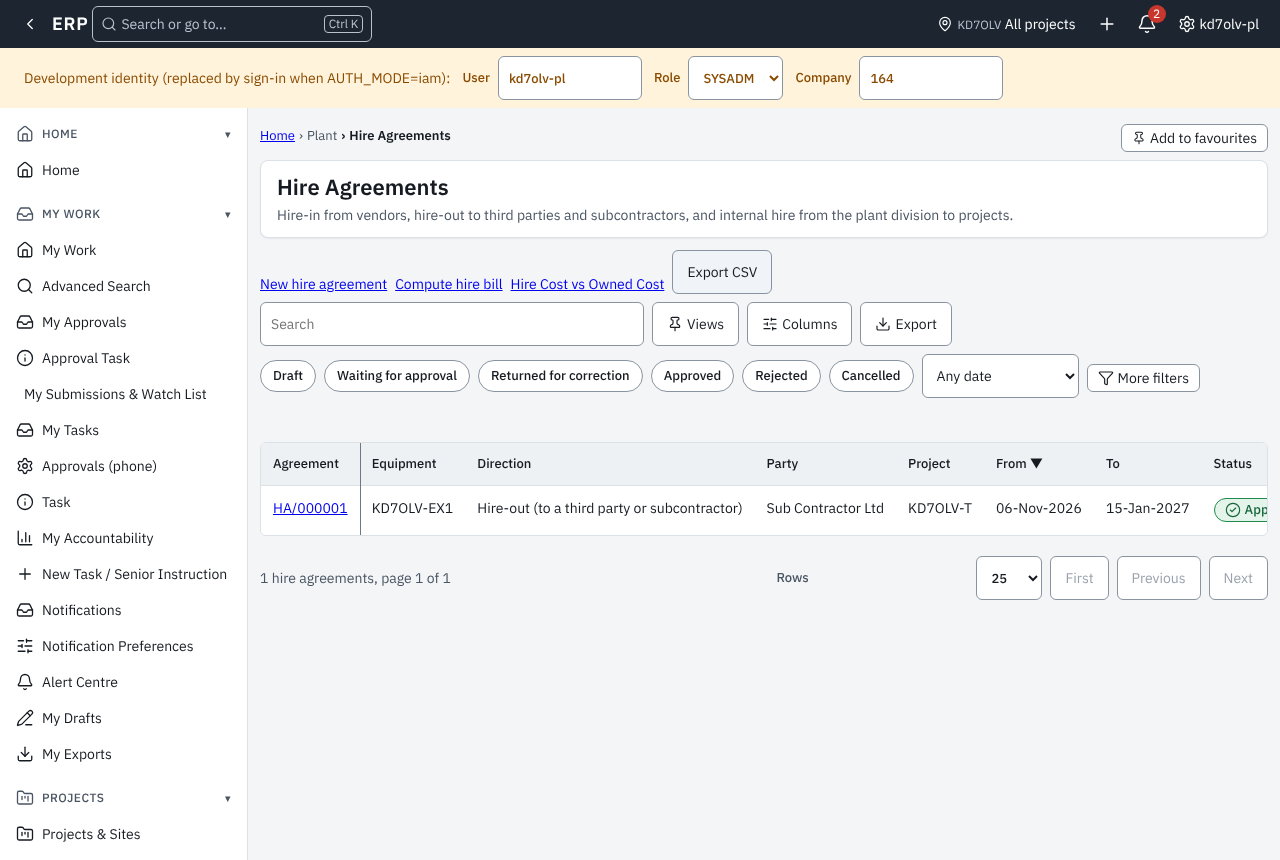 ERP Search or go to... Ctrl K KD7OLV All projects 2 kd7olv-pl
Development identity (replaced by sign-in when AUTH_MODE=iam): User kd7olv-pl Role SYSADM Company 164
HOME
Home
MY WORK
My Work
Advanced Search
My Approvals
Approval Task
My Submissions & Watch List
My Tasks
Approvals (phone)
Task
My Accountability
New Task / Senior Instruction
Notifications
Notification Preferences
Alert Centre
My Drafts
My Exports
PROJECTS
Projects & Sites
Home › Plant › Hire Agreements
Add to favourites
Hire Agreements
Hire-in from vendors, hire-out to third parties and subcontractors, and internal hire from the plant division to projects.
New hire agreement Compute hire bill Hire Cost vs Owned Cost Export CSV
Search Views Columns Export
Draft Waiting for approval Returned for correction Approved Rejected Cancelled Any date More filters
Agreement Equipment Direction Party Project From ▼ To Status
HA/000001 KD7OLV-EX1 Hire-out (to a third party or subcontractor) Sub Contractor Ltd KD7OLV-T 06-Nov-2026 15-Jan-2027 App
1 hire agreements, page 1 of 1 Rows 25 First Previous Next